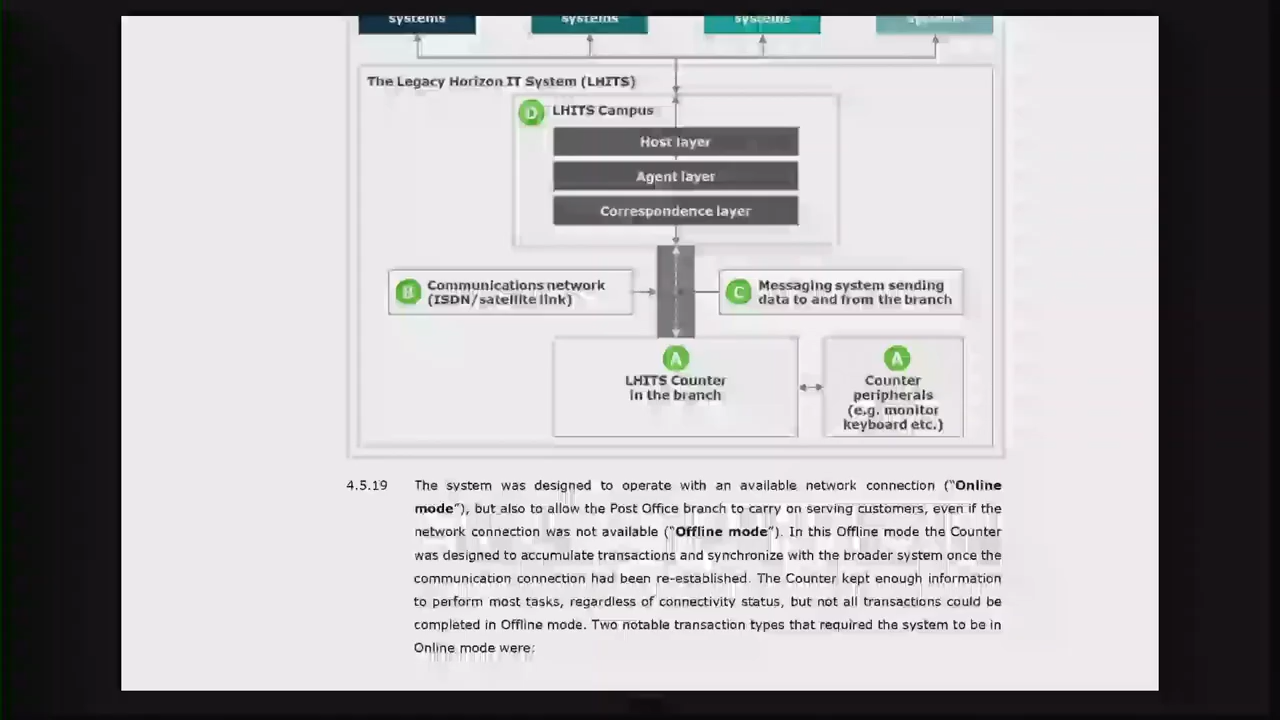 systems systems systems systems
The Legacy Horizon IT System (LHITS)
D LHITS Campus
Host layer
Agent layer
Correspondence layer
B Communications network
(ISDN/satellite link)
C Messaging system sending
data to and from the branch
A
LHITS Counter
in the branch
A
Counter
peripherals
(e.g. monitor
keyboard etc.)
4.5.19 The system was designed to operate with an available network connection (“Online
mode”), but also to allow the Post Office branch to carry on serving customers, even if the
network connection was not available (“Offline mode”). In this Offline mode the Counter
was designed to accumulate transactions and synchronize with the broader system once the
communication connection had been re-established. The Counter kept enough information
to perform most tasks, regardless of connectivity status, but not all transactions could be
completed in Offline mode. Two notable transaction types that required the system to be in
Online mode were: